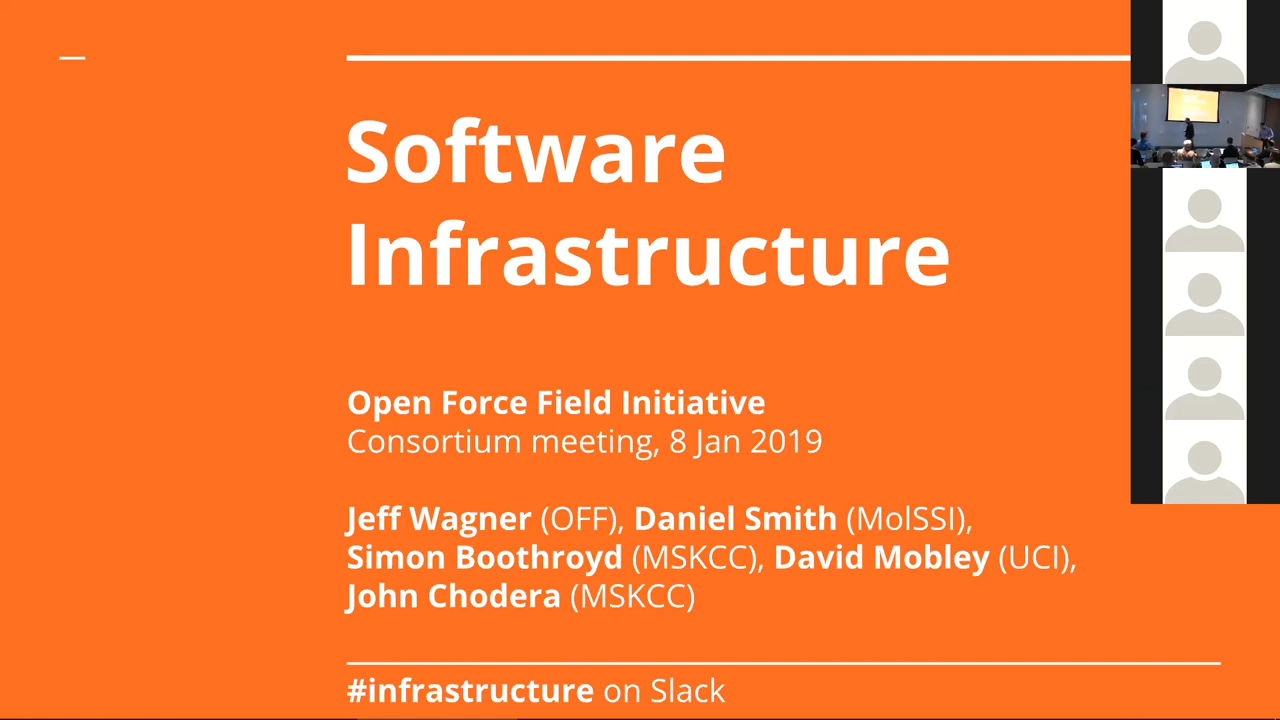 Software
Infrastructure
Open Force Field Initiative
Consortium meeting, 8 Jan 2019
Jeff Wagner (OFF), Daniel Smith (MolSSI),
Simon Boothroyd (MSKCC), David Mobley (UCI),
John Chodera (MSKCC)
#infrastructure on Slack